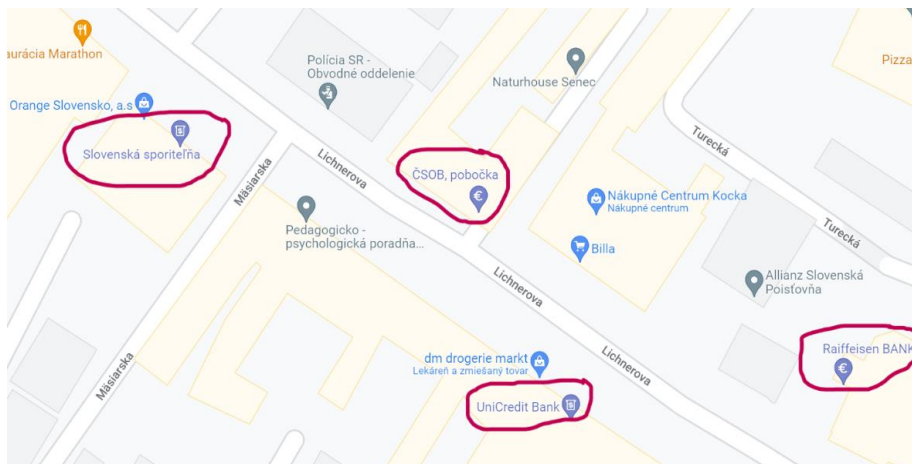 aurácia Marathon
Polícia SR -
Obvodné oddelenie
Naturhouse Senec
Pizza
Orange Slovensko, a.s
Slovenská sporiteľňa
Mäsiarska
Lichnerova
ČSOB, pobočka
€
Turecká
Nákupné Centrum Kocka
Nákupné centrum
Pedagogicko -
psychologická poradňa...
Billa
Turecká
Lichnerova
Allianz Slovenská
Poisťovňa
Mäsiarska
dm drogerie markt
Lekáreň a zmiešaný tovar
Lichnerova
Raiffeisen BANK
€
UniCredit Bank